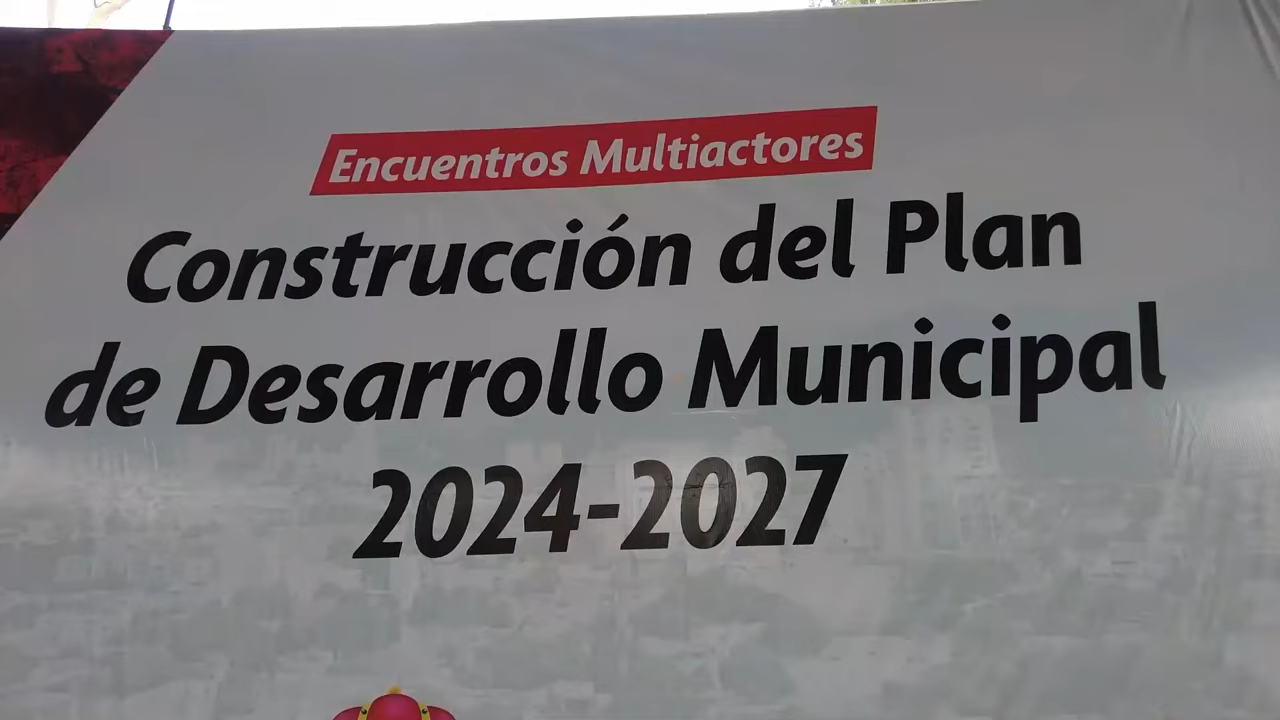 Encuentros Multiactores
Construcción del Plan
de Desarrollo Municipal
2024-2027